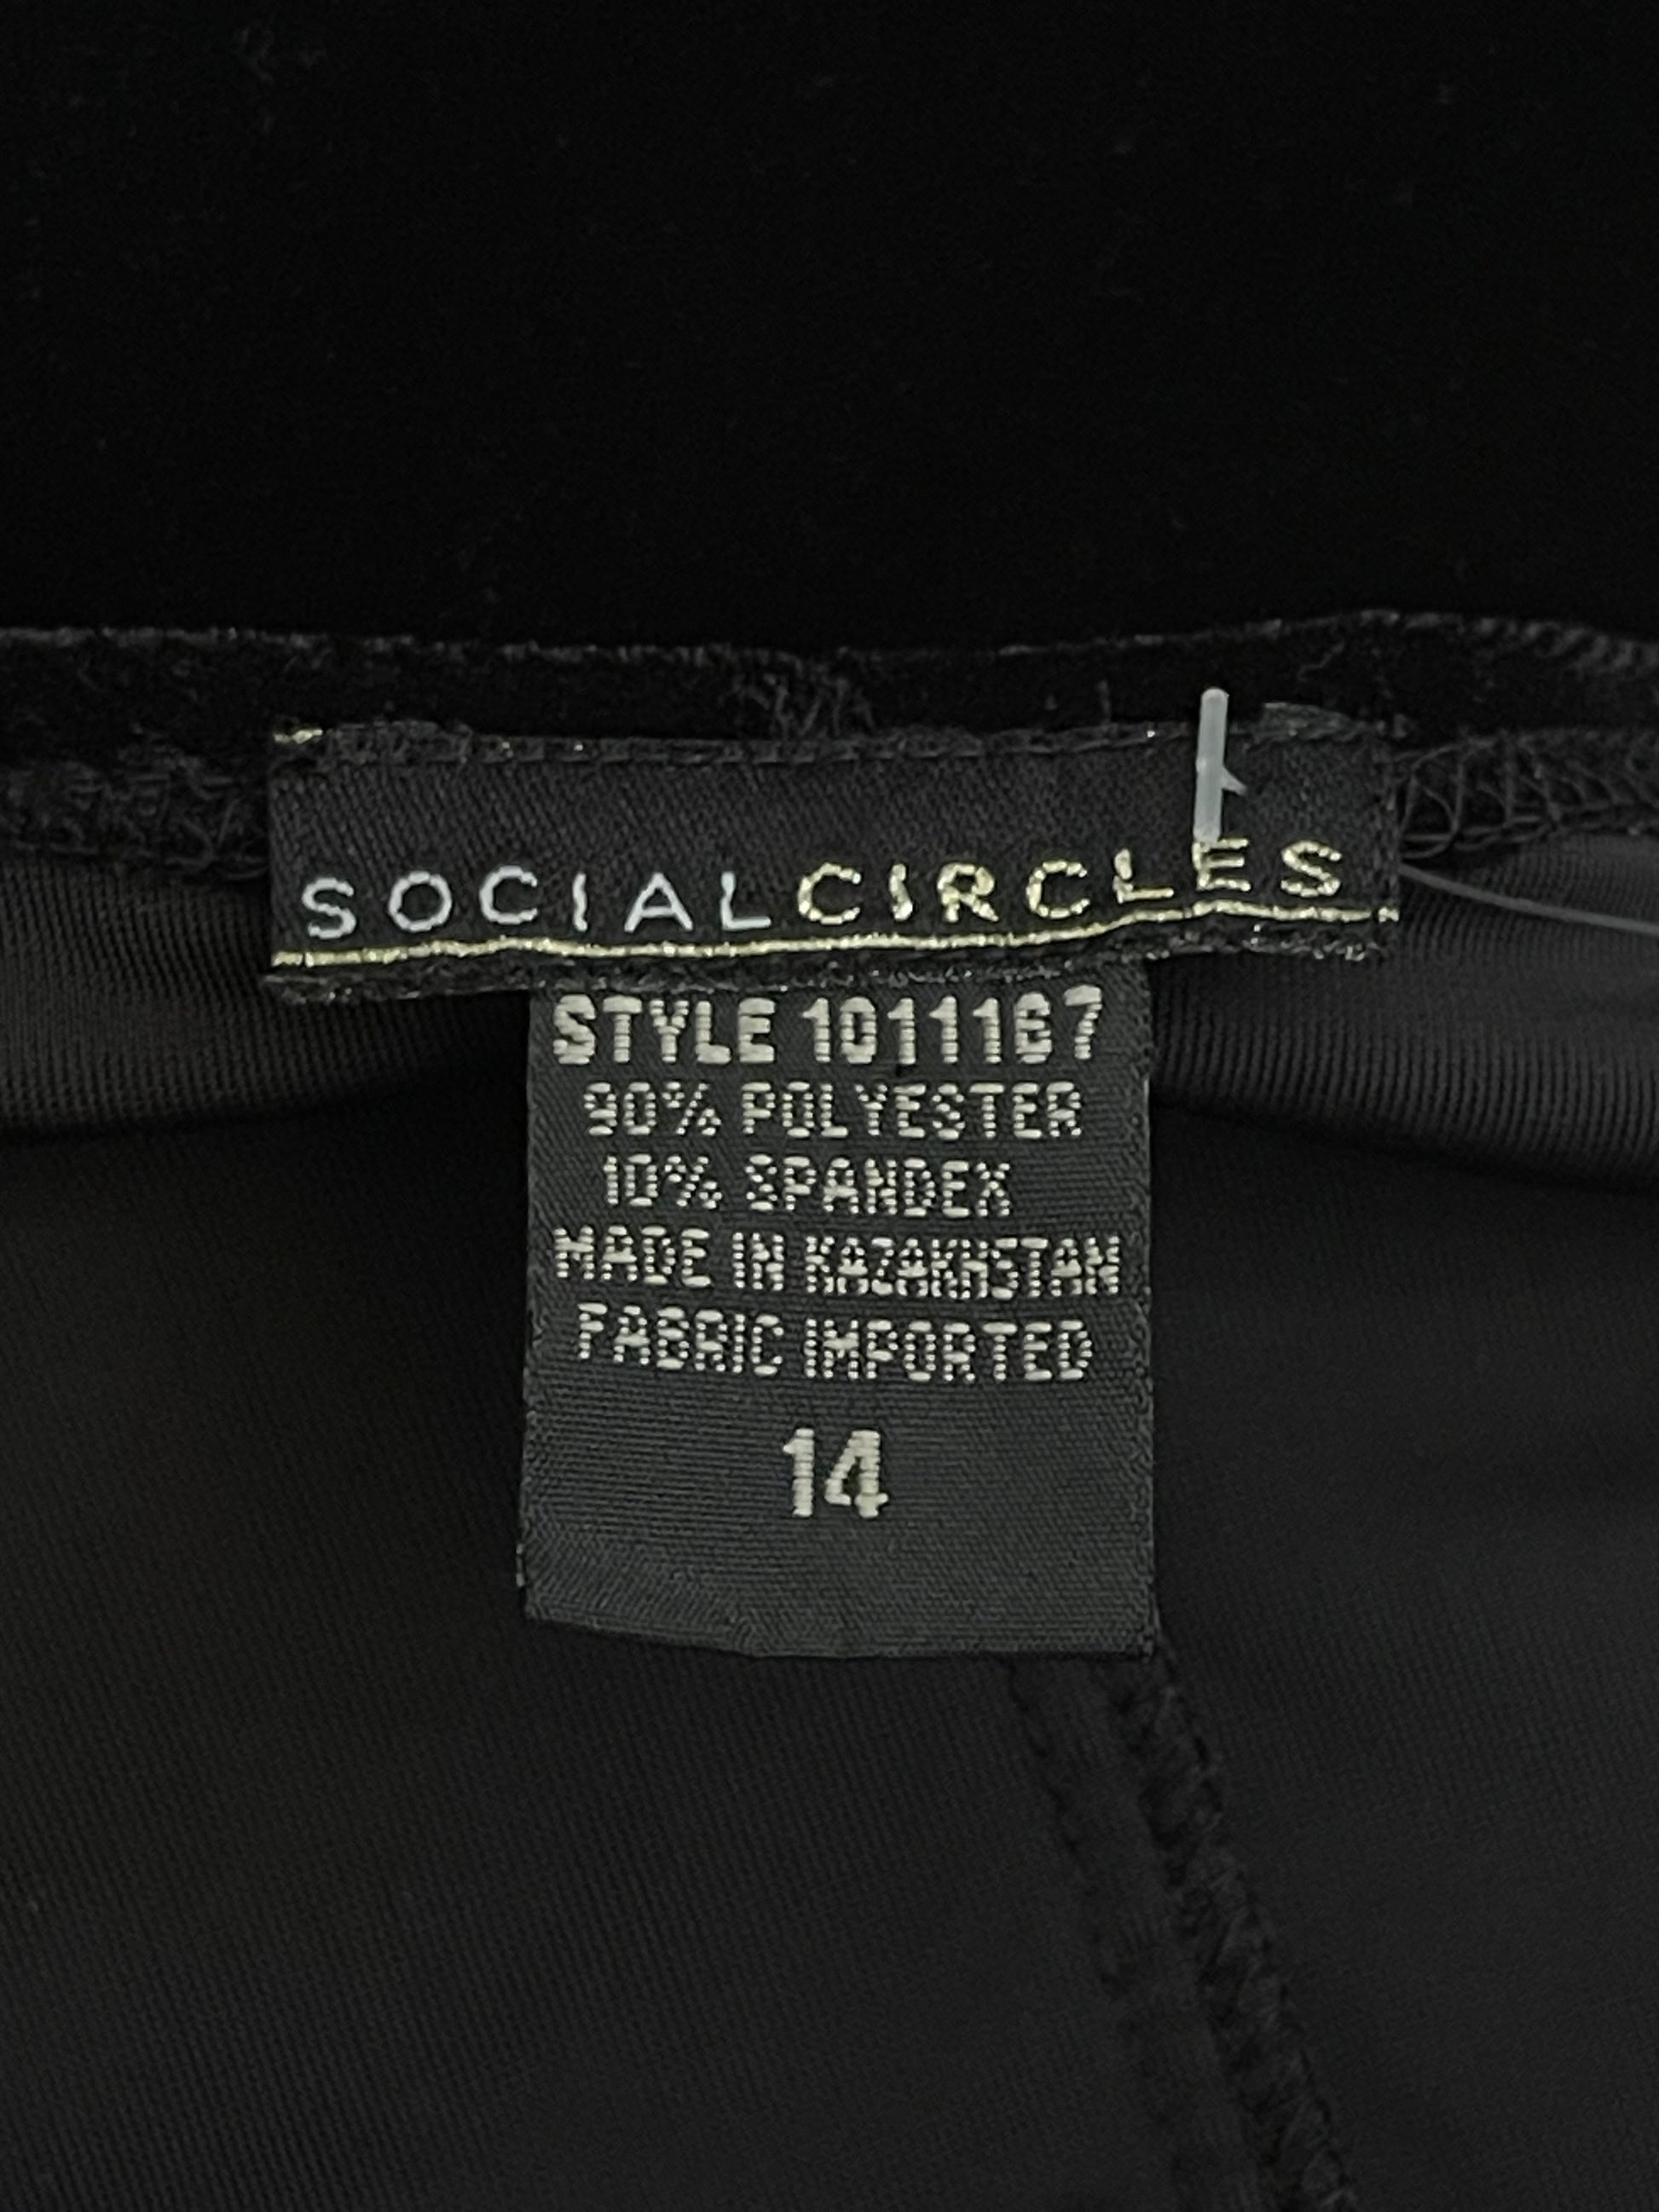 SOCIALCIRCLES
STYLE 1011167
90% POLYESTER
10% SPANDEX
MADE IN KAZAKHSTAN
FABRIC IMPORTED
14